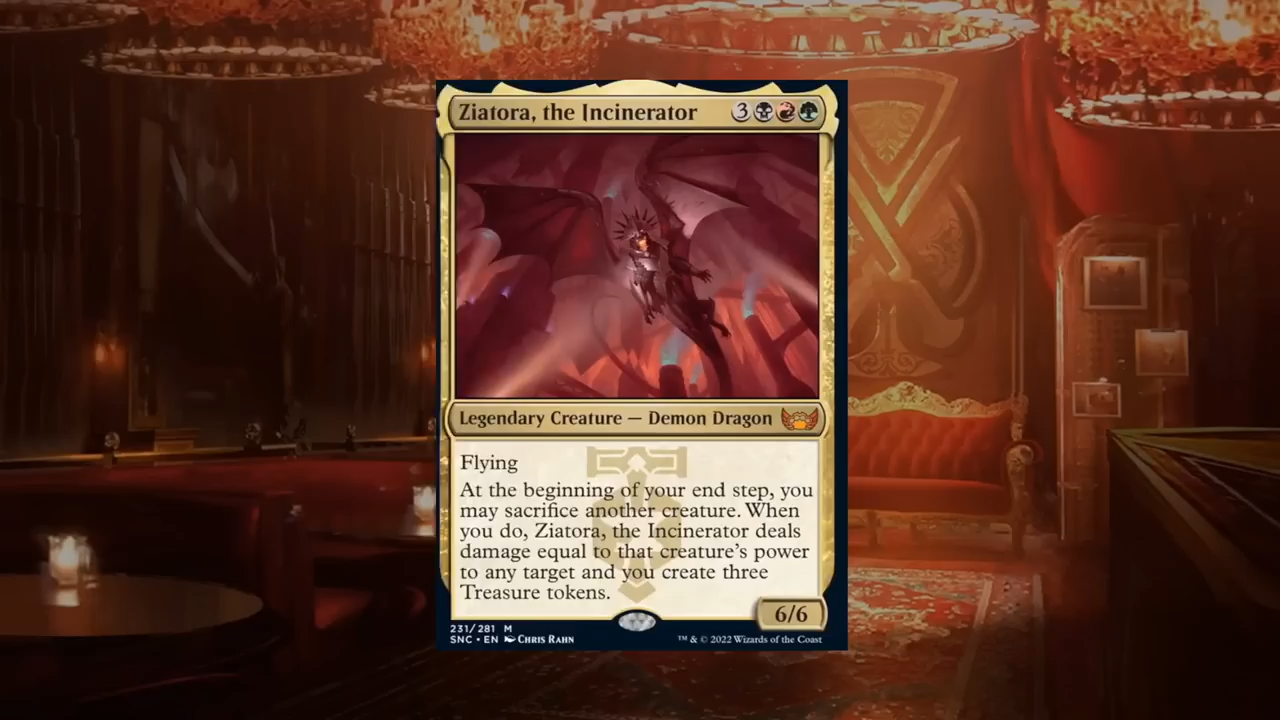 Ziatora, the Incinerator 3
Legendary Creature — Demon Dragon
Flying
At the beginning of your end step, you
may sacrifice another creature. When
you do, Ziatora, the Incinerator deals
damage equal to that creature's power
to any target and you create three
Treasure tokens.
6/6
231/281 M
SNC • EN Chris Rahn
™ & © 2022 Wizards of the Coast